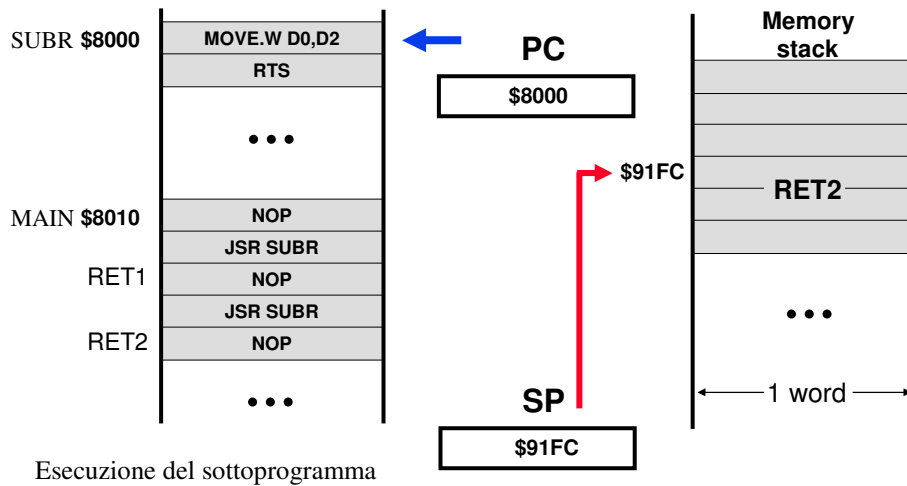 SUBR $8000
MOVE.W D0,D2
RTS
•••
MAIN $8010
NOP
JSR SUBR
RET1
NOP
JSR SUBR
RET2
NOP
•••
PC
$8000
SP
$91FC
Memory
stack
$91FC
RET2
•••
1 word
Esecuzione del sottoprogramma